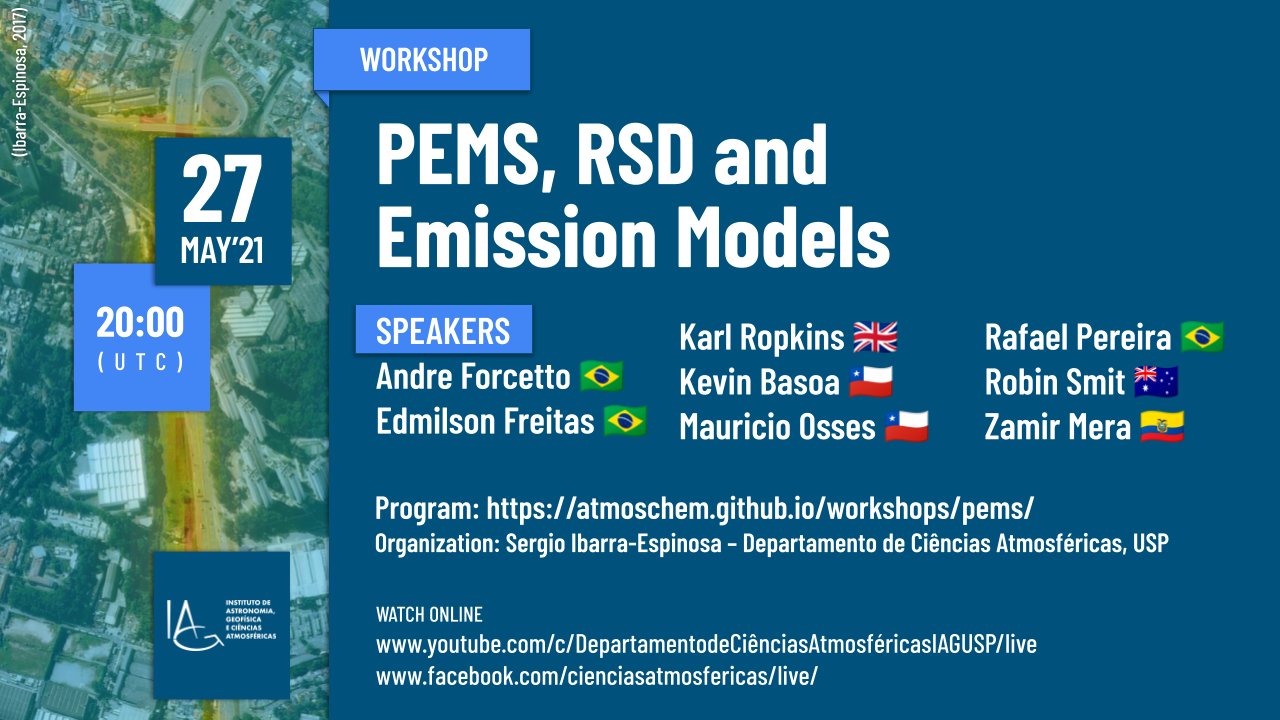 (Ibarra-Espinosa, 2017)
WORKSHOP
PEMS, RSD and
Emission Models
27
MAY'21
20:00
(UTC)
SPEAKERS
Andre Forcetto
Edmilson Freitas
Karl Ropkins
Kevin Basoa
Mauricio Osses
Rafael Pereira
Robin Smit
Zamir Mera
Program: https://atmoschem.github.io/workshops/pems/
Organization: Sergio Ibarra-Espinosa – Departamento de Ciências Atmosféricas, USP
WATCH ONLINE
www.youtube.com/c/DepartamentodeCiênciasAtmosféricasIAGUSP/live
www.facebook.com/cienciasatmosfericas/live/
IAG
INSTITUTO DE
ASTRONOMIA,
GEOFÍSICA
E CIÊNCIAS
ATMOSFÉRICAS